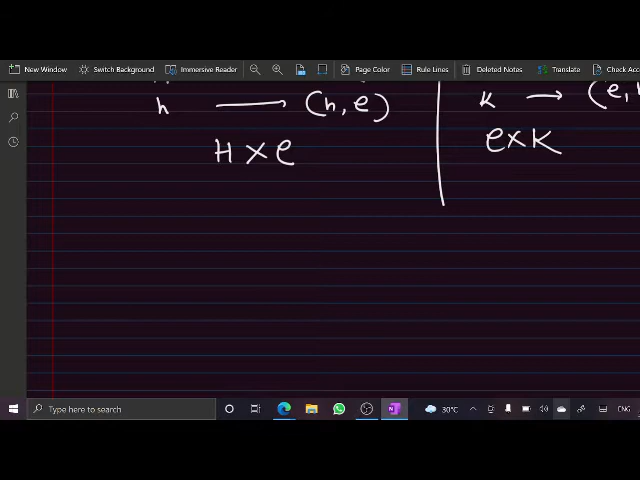 New Window Switch Background Immersive Reader Page Color Rule Lines Deleted Notes Translate Check
h ⟶ (h, e)
H × e
k → (e,
e × K
Type here to search
30°C
ENG